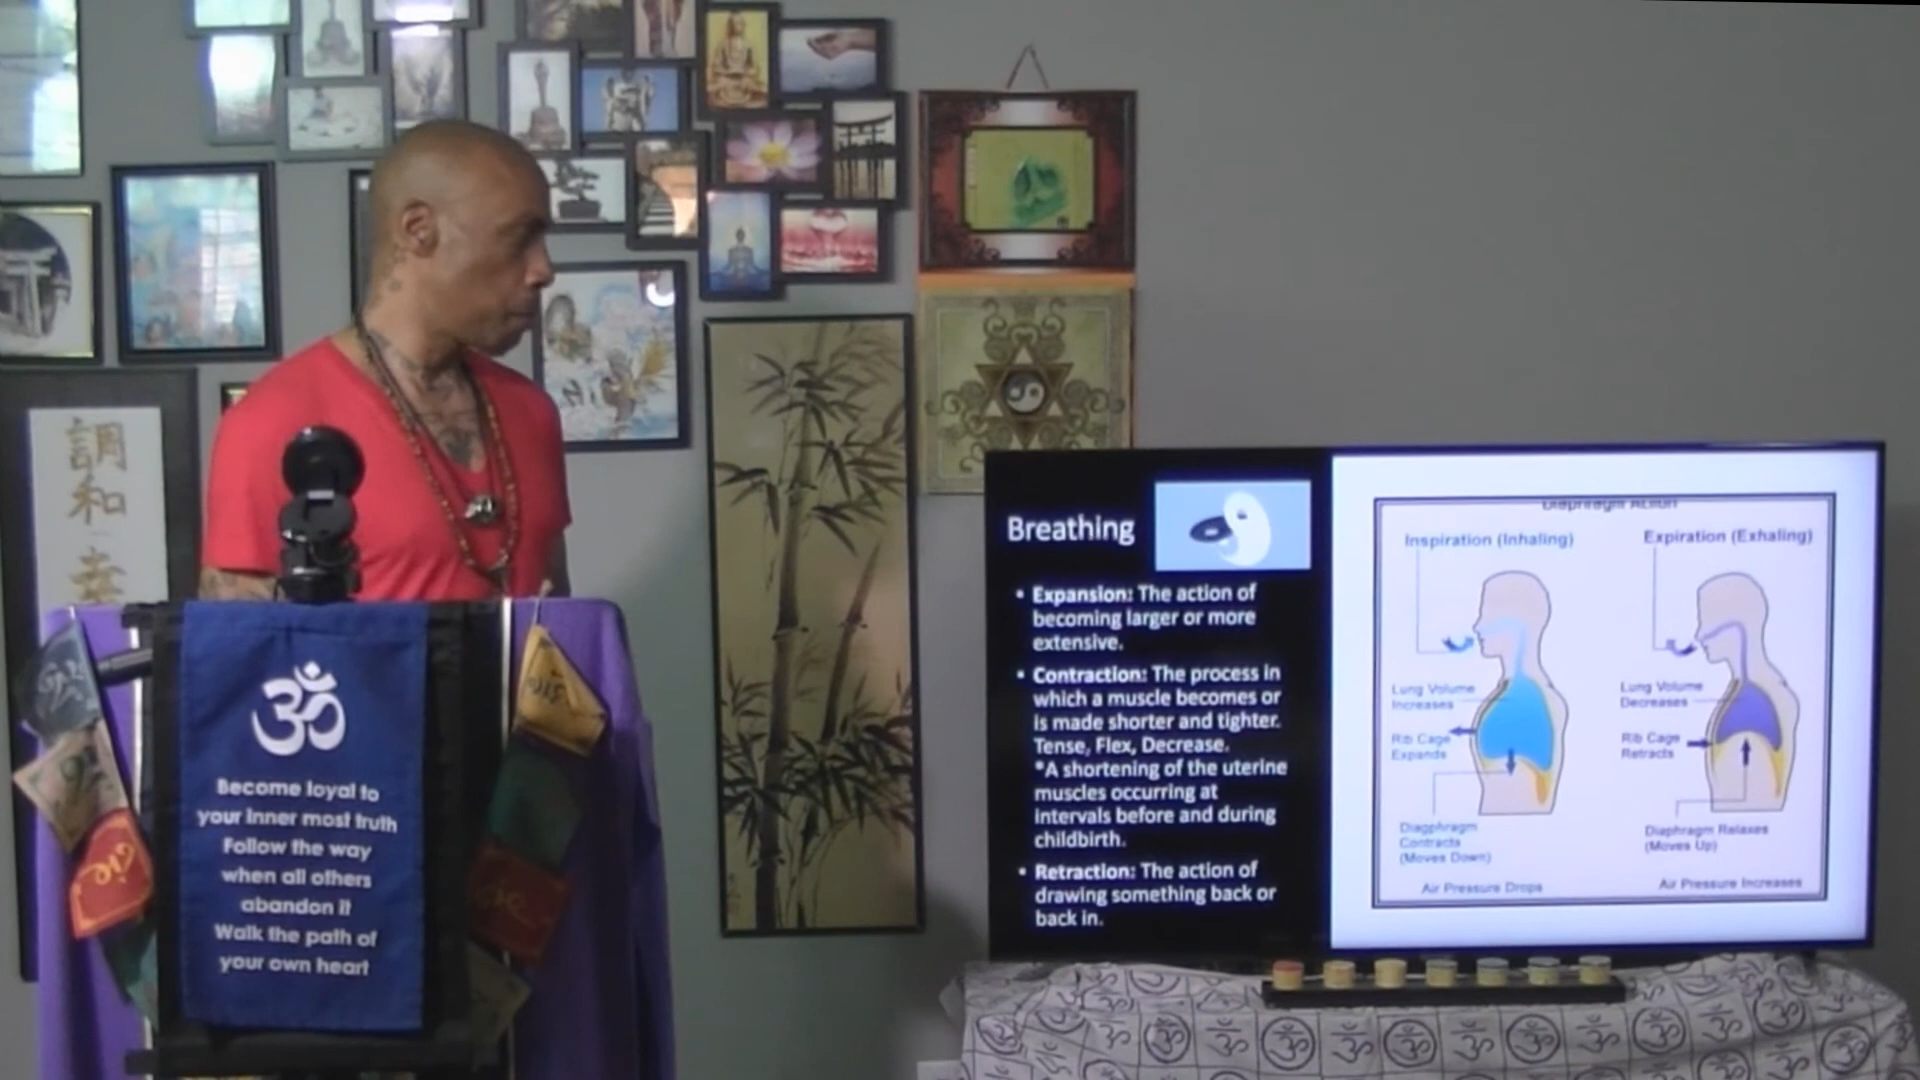 調
和
幸
ॐ
Become loyal to
your inner most truth
Follow the way
when all others
abandon it
Walk the path of
your own heart
Breathing
• Expansion: The action of
becoming larger or more
extensive.
• Contraction: The process in
which a muscle becomes or
is made shorter and tighter.
Tense, Flex, Decrease.
*A shortening of the uterine
muscles occurring at
intervals before and during
childbirth.
• Retraction: The action of
drawing something back or
back in.
Diaphragm Action
Inspiration (Inhaling)
Lung Volume
Increases
Rib Cage
Expands
Diagphragm
Contracts
(Moves Down)
Air Pressure Drops
Expiration (Exhaling)
Lung Volume
Decreases
Rib Cage
Retracts
Diaphragm Relaxes
(Moves Up)
Air Pressure Increases